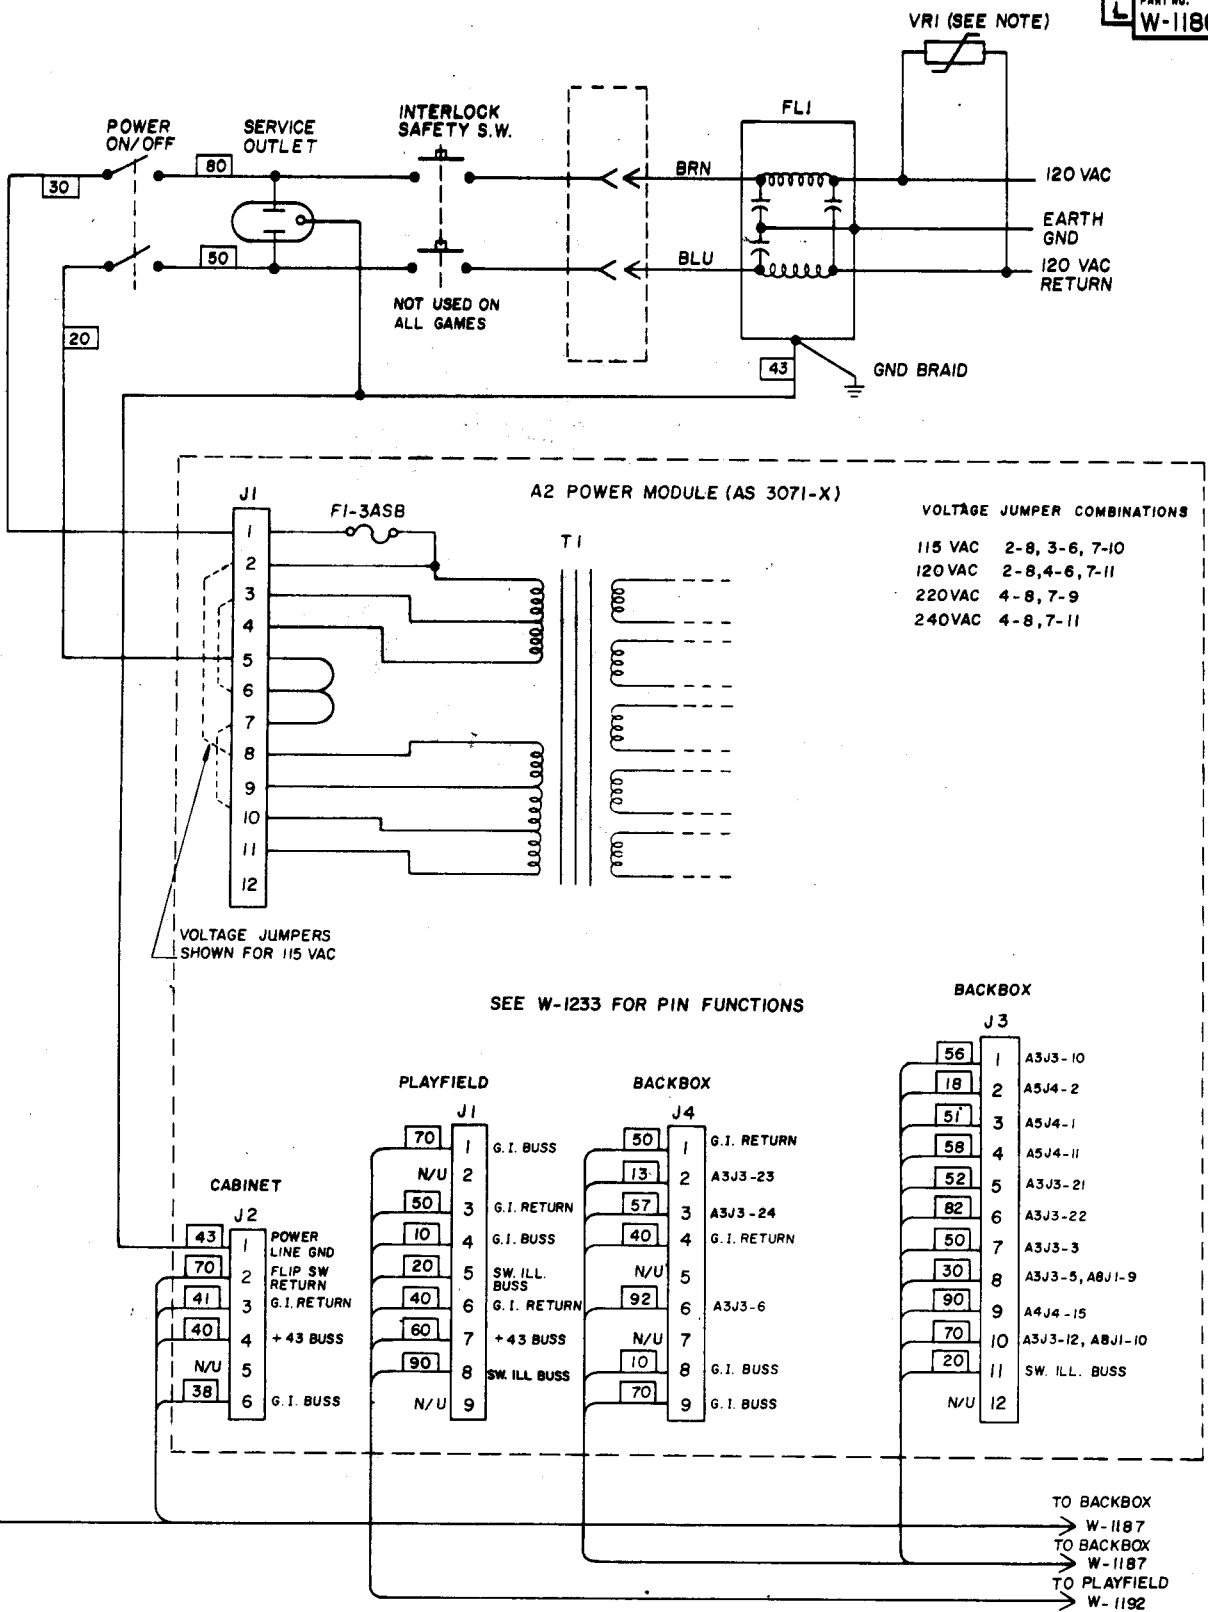 VR1 (SEE NOTE)
L
PART NO.
POWER
ON/OFF
SERVICE
OUTLET
INTERLOCK
SAFETY S.W.
FL1
30
80
BRN
120 VAC
EARTH
GND
50
BLU
120 VAC
RETURN
NOT USED ON
ALL GAMES
20
43
GND BRAID
A2 POWER MODULE (AS 3071-X)
J1
F1-3ASB
T1
VOLTAGE JUMPER COMBINATIONS
115 VAC 2-8, 3-6, 7-10
120 VAC 2-8,4-6,7-11
220VAC 4-8,7-9
240VAC 4-8,7-11
1
2
3
4
5
6
7
8
9
10
11
12
VOLTAGE JUMPERS
SHOWN FOR 115 VAC
SEE W-1233 FOR PIN FUNCTIONS
CABINET
J2
43 1 POWER LINE GND
70 2 FLIP SW RETURN
41 3 G.I. RETURN
40 4 +43 BUSS
N/U 5
38 6 G.I. BUSS
PLAYFIELD
J1
70 1 G.I. BUSS
N/U 2
50 3 G.I. RETURN
10 4 G.I. BUSS
20 5 SW. ILL. BUSS
40 6 G.I. RETURN
60 7 +43 BUSS
90 8 SW. ILL BUSS
N/U 9
BACKBOX
J4
50 1 G.I. RETURN
13 2 A3J3-23
57 3 A3J3-24
40 4 G.I. RETURN
N/U 5
92 6 A3J3-6
N/U 7
10 8 G.I. BUSS
70 9 G.I. BUSS
BACKBOX
J3
56 1 A3J3-10
18 2 A5J4-2
51 3 A5J4-1
58 4 A5J4-11
52 5 A3J3-21
82 6 A3J3-22
50 7 A3J3-3
30 8 A3J3-5, A8J1-9
90 9 A4J4-15
70 10 A3J3-12, A8J1-10
20 11 SW. ILL. BUSS
N/U 12
TO BACKBOX
W-1187
TO BACKBOX
W-1187
TO PLAYFIELD
W-1192